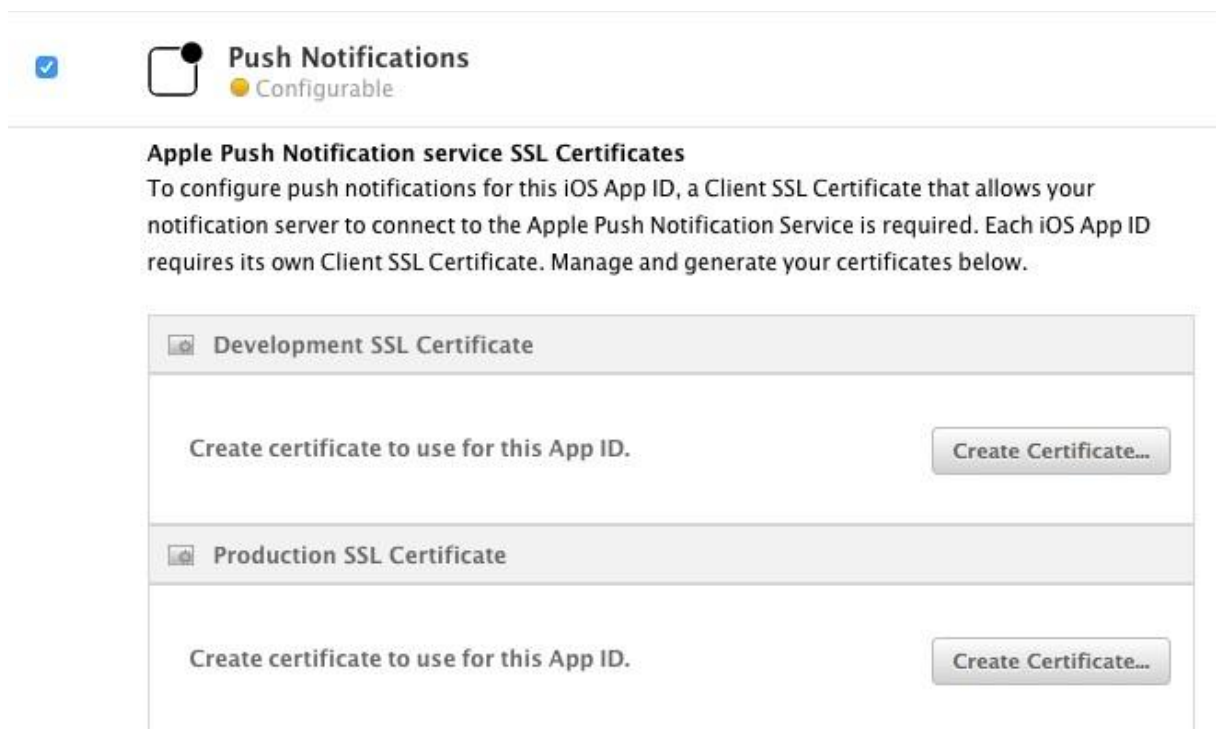 Push Notifications
Configurable
Apple Push Notification service SSL Certificates
To configure push notifications for this iOS App ID, a Client SSL Certificate that allows your
notification server to connect to the Apple Push Notification Service is required. Each iOS App ID
requires its own Client SSL Certificate. Manage and generate your certificates below.
Development SSL Certificate
Create certificate to use for this App ID.
Create Certificate...
Production SSL Certificate
Create certificate to use for this App ID.
Create Certificate...